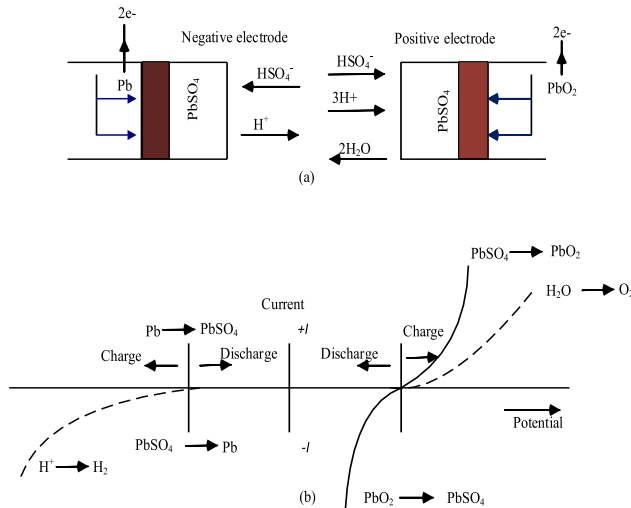 2e-
Negative electrode
Positive electrode
2e-
Pb
PbSO₄
HSO₄⁻
H⁺
HSO₄⁻
3H+
2H₂O
PbSO₄
PbO₂
(a)
PbSO₄ PbO₂
H₂O O₂
Current
Pb PbSO₄
+I
Charge
Charge
Discharge
Discharge
Potential
PbSO₄ Pb
-I
H⁺ H₂
(b)
PbO₂ PbSO₄